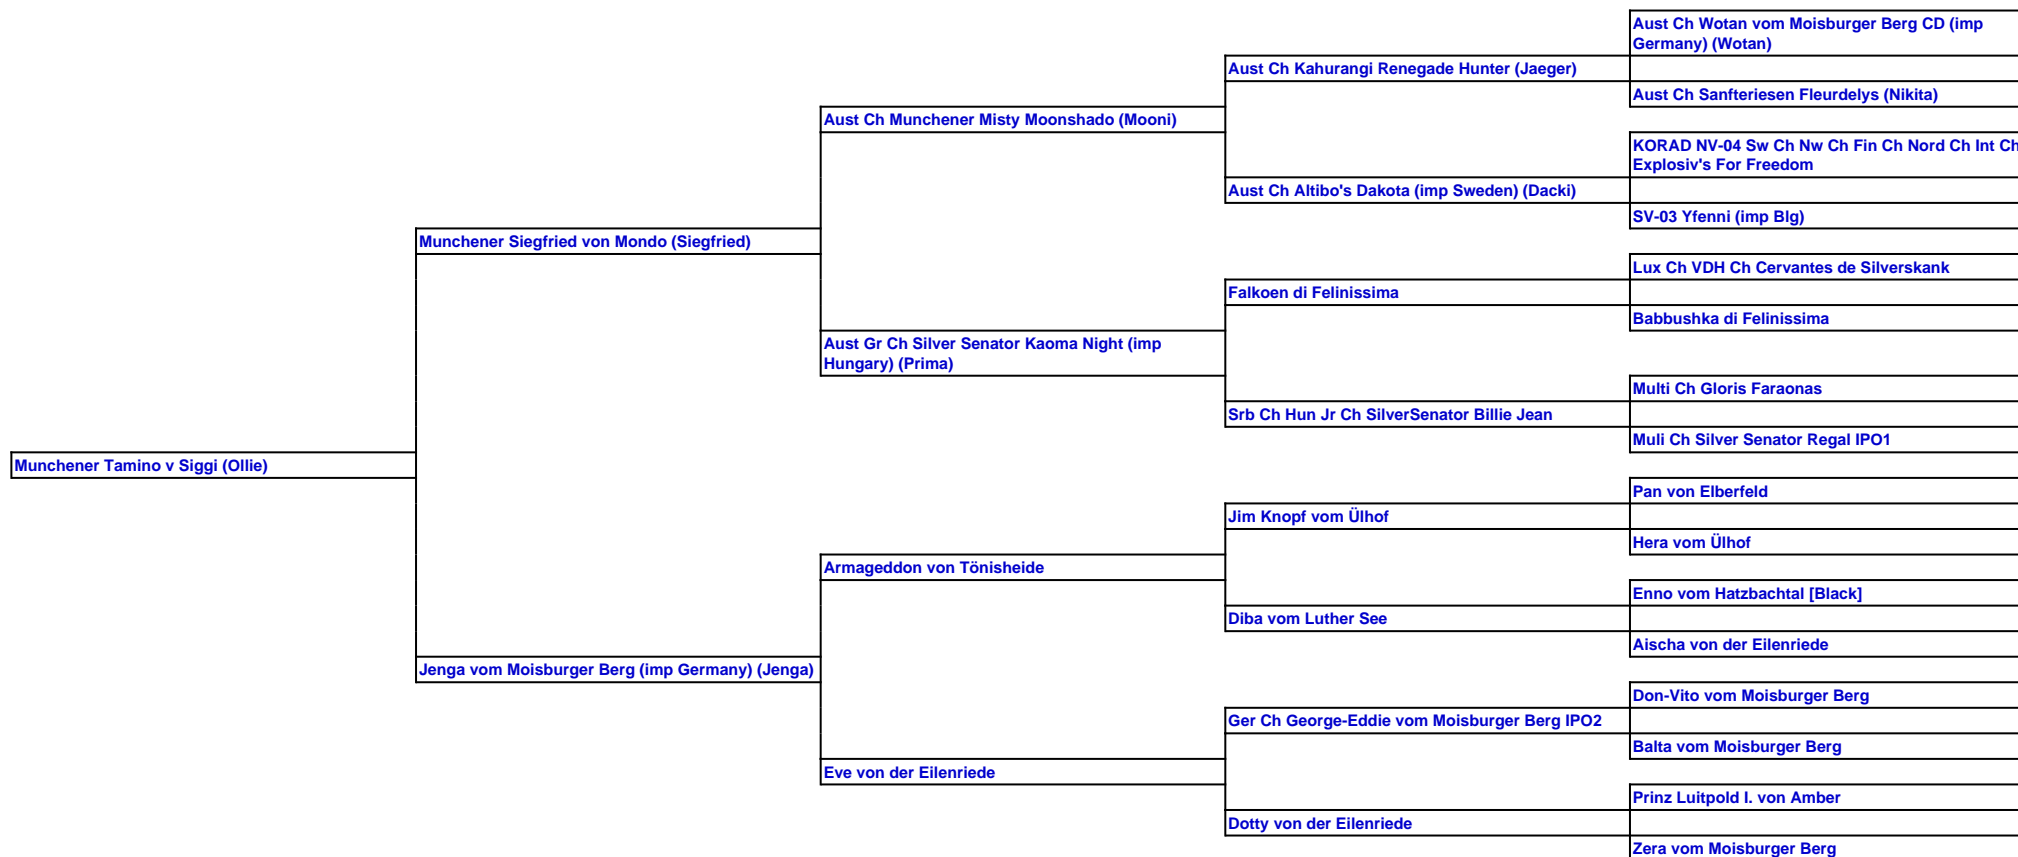 Aust Ch Wotan vom Moisburger Berg CD (imp
Germany) (Wotan)
Aust Ch Kahurangi Renegade Hunter (Jaeger)
Aust Ch Sanfteriesen Fleurdelys (Nikita)
Aust Ch Munchener Misty Moonshado (Mooni)
KORAD NV-04 Sw Ch Nw Ch Fin Ch Nord Ch Int Ch
Explosiv's For Freedom
Aust Ch Altibo's Dakota (imp Sweden) (Dacki)
SV-03 Yfenni (imp Blg)
Munchener Siegfried von Mondo (Siegfried)
Lux Ch VDH Ch Cervantes de Silverskank
Falkoen di Felinissima
Babbushka di Felinissima
Aust Gr Ch Silver Senator Kaoma Night (imp
Hungary) (Prima)
Multi Ch Gloris Faraonas
Srb Ch Hun Jr Ch SilverSenator Billie Jean
Muli Ch Silver Senator Regal IPO1
Munchener Tamino v Siggi (Ollie)
Pan von Elberfeld
Jim Knopf vom Ülhof
Hera vom Ülhof
Armageddon von Tönisheide
Enno vom Hatzbachtal [Black]
Diba vom Luther See
Aischa von der Eilenriede
Jenga vom Moisburger Berg (imp Germany) (Jenga)
Don-Vito vom Moisburger Berg
Ger Ch George-Eddie vom Moisburger Berg IPO2
Balta vom Moisburger Berg
Eve von der Eilenriede
Prinz Luitpold I. von Amber
Dotty von der Eilenriede
Zera vom Moisburger Berg